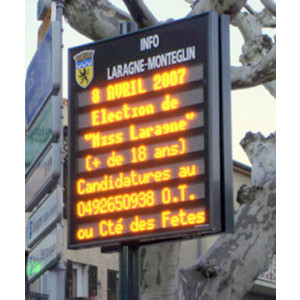 INFO
LARAGNE-MONTEGLIN
8 AVRIL 2007
Election de
"Miss Laragne"
(+ de 18 ans)
Candidatures au
0492650938 O.T.
ou Cté des Fetes